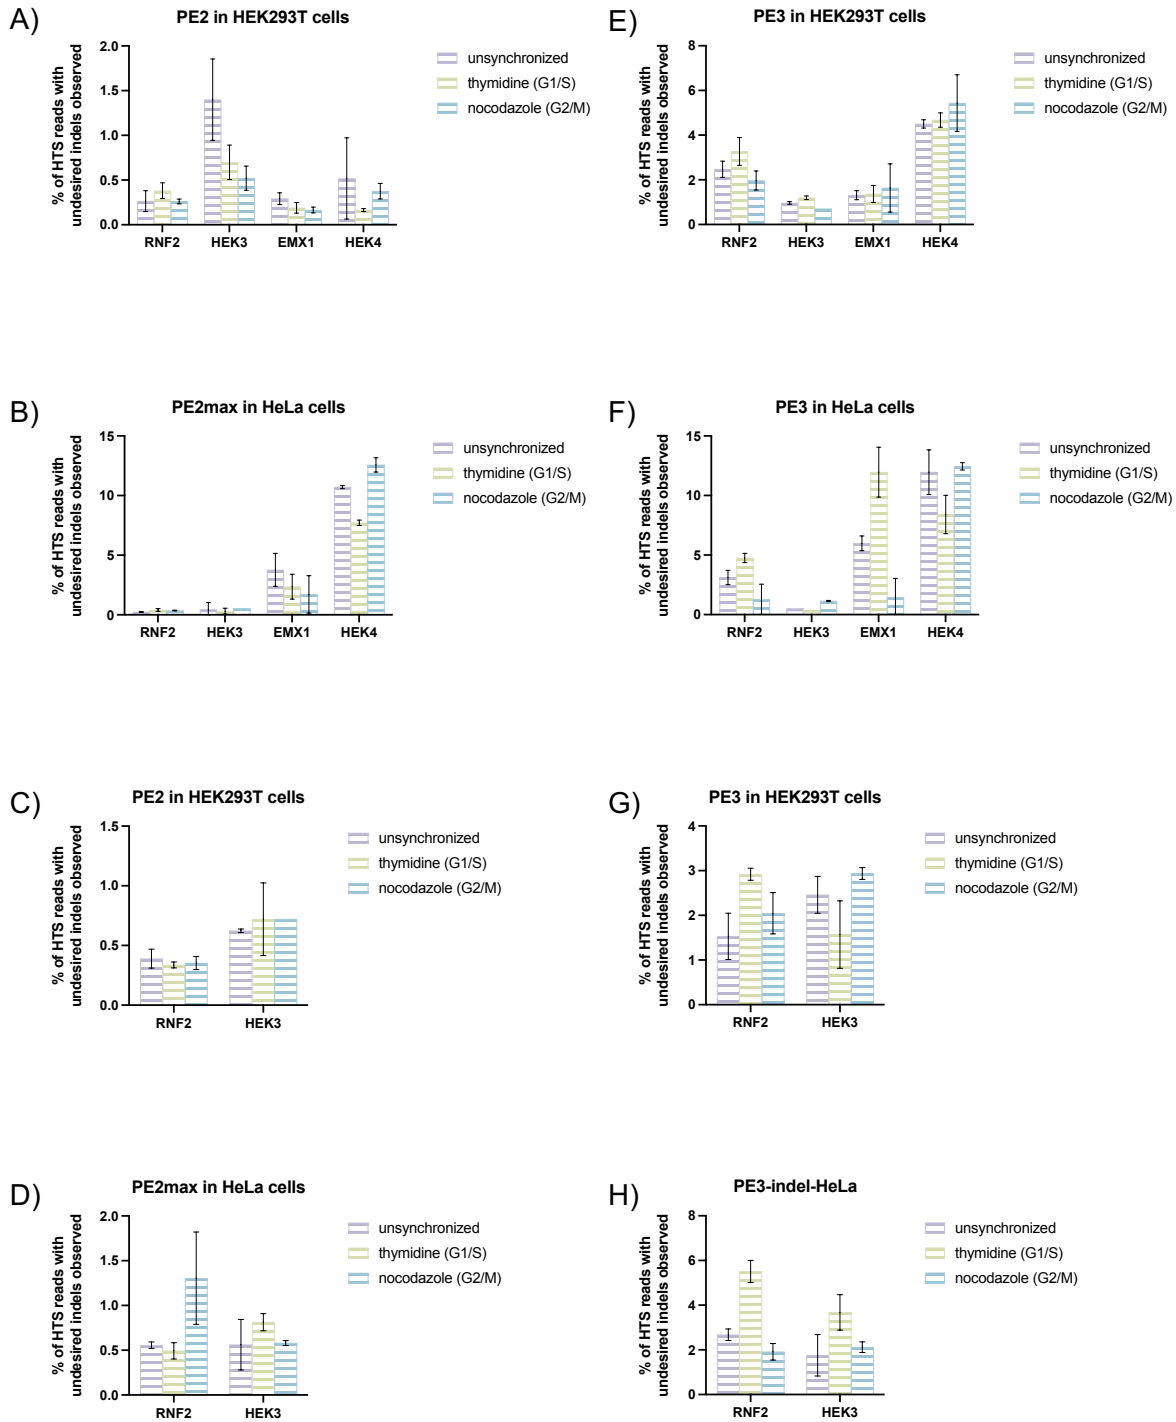 A)
PE2 in HEK293T cells
% of HTS reads with
undesired indels observed
2.0
1.5
1.0
0.5
0.0
RNF2 HEK3 EMX1 HEK4
unsynchronized
thymidine (G1/S)
nocodazole (G2/M)
E)
PE3 in HEK293T cells
% of HTS reads with
undesired indels observed
8
6
4
2
0
RNF2 HEK3 EMX1 HEK4
unsynchronized
thymidine (G1/S)
nocodazole (G2/M)
B)
PE2max in HeLa cells
% of HTS reads with
undesired indels observed
15
10
5
0
RNF2 HEK3 EMX1 HEK4
unsynchronized
thymidine (G1/S)
nocodazole (G2/M)
F)
PE3 in HeLa cells
% of HTS reads with
undesired indels observed
15
10
5
0
RNF2 HEK3 EMX1 HEK4
unsynchronized
thymidine (G1/S)
nocodazole (G2/M)
C)
PE2 in HEK293T cells
% of HTS reads with
undesired indels observed
1.5
1.0
0.5
0.0
RNF2 HEK3
unsynchronized
thymidine (G1/S)
nocodazole (G2/M)
G)
PE3 in HEK293T cells
% of HTS reads with
undesired indels observed
4
3
2
1
0
RNF2 HEK3
unsynchronized
thymidine (G1/S)
nocodazole (G2/M)
D)
PE2max in HeLa cells
% of HTS reads with
undesired indels observed
2.0
1.5
1.0
0.5
0.0
RNF2 HEK3
unsynchronized
thymidine (G1/S)
nocodazole (G2/M)
H)
PE3-indel-HeLa
% of HTS reads with
undesired indels observed
8
6
4
2
0
RNF2 HEK3
unsynchronized
thymidine (G1/S)
nocodazole (G2/M)